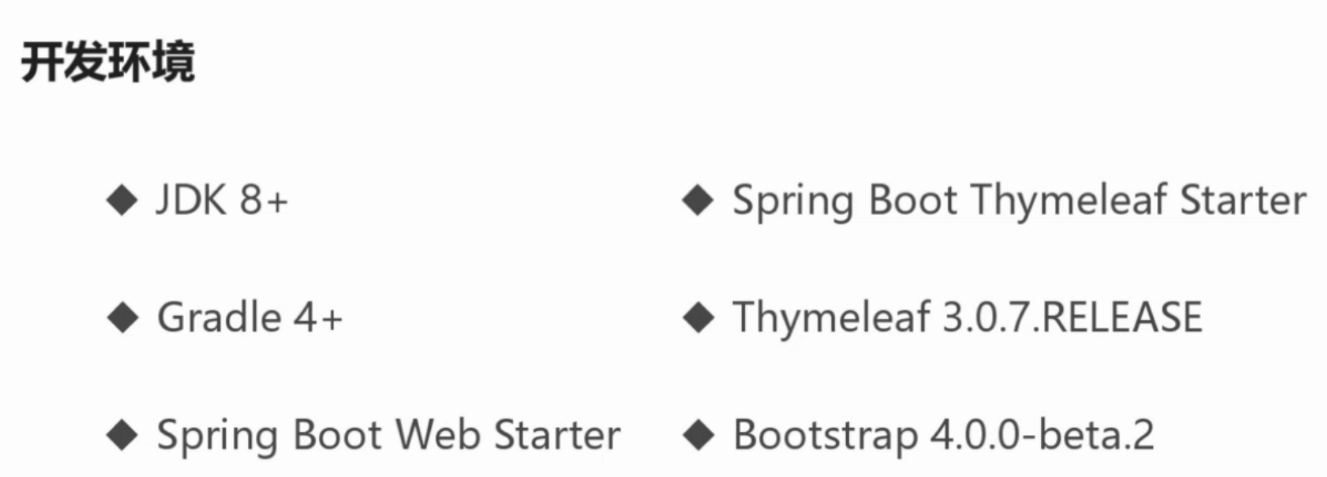 开发环境
◆ JDK 8+
◆ Gradle 4+
◆ Spring Boot Web Starter
◆ Spring Boot Thymeleaf Starter
◆ Thymeleaf 3.0.7.RELEASE
◆ Bootstrap 4.0.0-beta.2